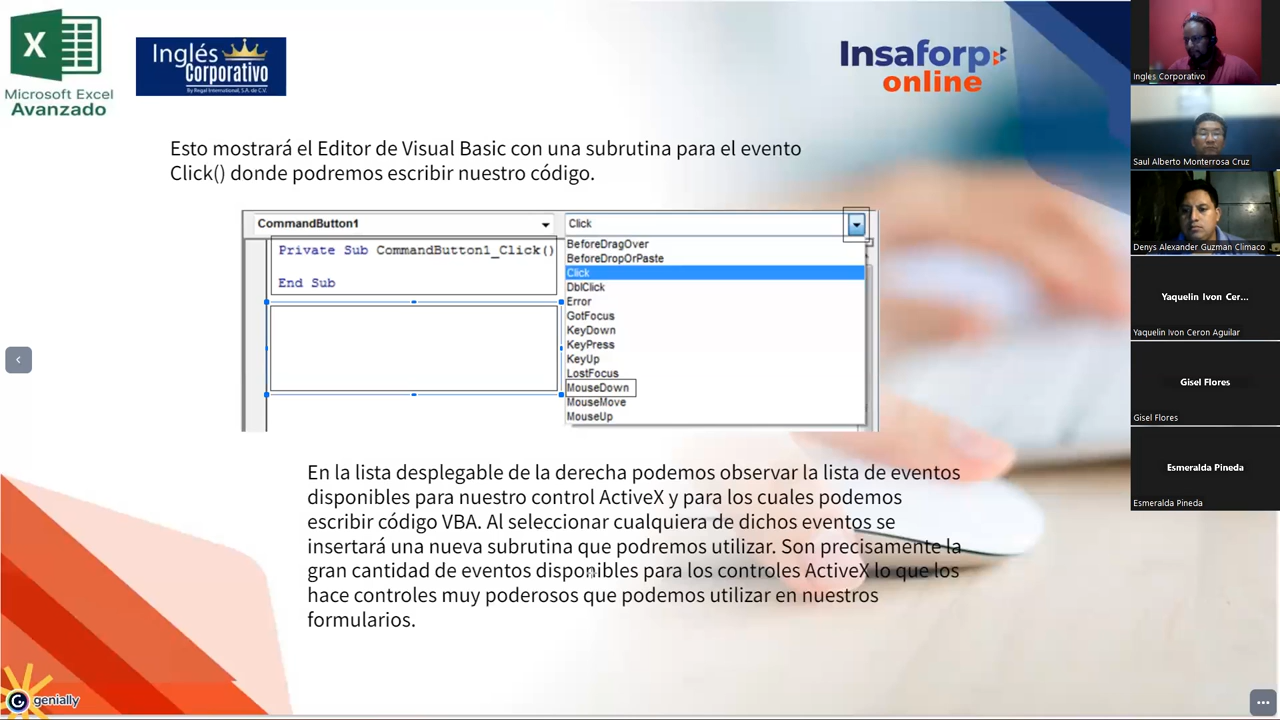 X
Microsoft Excel
Avanzado
Inglés
Corporativo
By Regal International, S.A. de C.V.
Insaforp
online
Esto mostrará el Editor de Visual Basic con una subrutina para el evento
Click() donde podremos escribir nuestro código.
CommandButton1
Click
Private Sub CommandButton1_Click()
End Sub
BeforeDragOver
BeforeDropOrPaste
Click
DblClick
Error
GotFocus
KeyDown
KeyPress
KeyUp
LostFocus
MouseDown
MouseMove
MouseUp
En la lista desplegable de la derecha podemos observar la lista de eventos
disponibles para nuestro control ActiveX y para los cuales podemos
escribir código VBA. Al seleccionar cualquiera de dichos eventos se
insertará una nueva subrutina que podremos utilizar. Son precisamente la
gran cantidad de eventos disponibles para los controles ActiveX lo que los
hace controles muy poderosos que podemos utilizar en nuestros
formularios.
G genially
Ingles Corporativo
Saul Alberto Monterrosa Cruz
Denys Alexander Guzman Climaco
Yaquelin Ivon Cer...
Yaquelin Ivon Ceron Aguilar
Gisel Flores
Gisel Flores
Esmeralda Pineda
Esmeralda Pineda